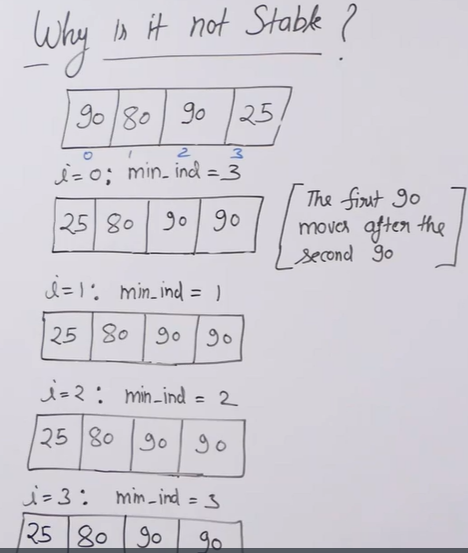 Why is it not Stable ?
90 80 90 25
0 1 2 3
i=0; min_ind = 3
25 80 90 90
[The first 90
moves after the
second 90]
i=1: min_ind = 1
25 80 90 90
i=2: min_ind = 2
25 80 90 90
i=3: min_ind = 3
25 80 90 90